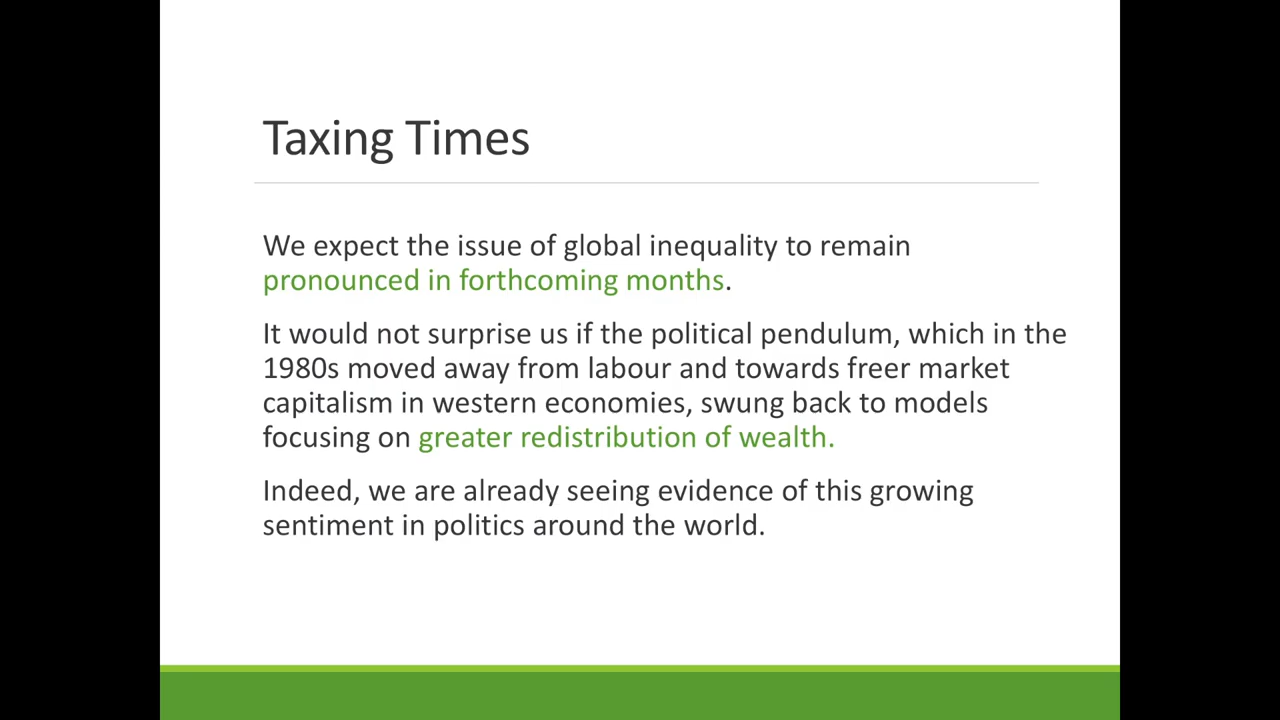 Taxing Times
We expect the issue of global inequality to remain
pronounced in forthcoming months.
It would not surprise us if the political pendulum, which in the
1980s moved away from labour and towards freer market
capitalism in western economies, swung back to models
focusing on greater redistribution of wealth.
Indeed, we are already seeing evidence of this growing
sentiment in politics around the world.